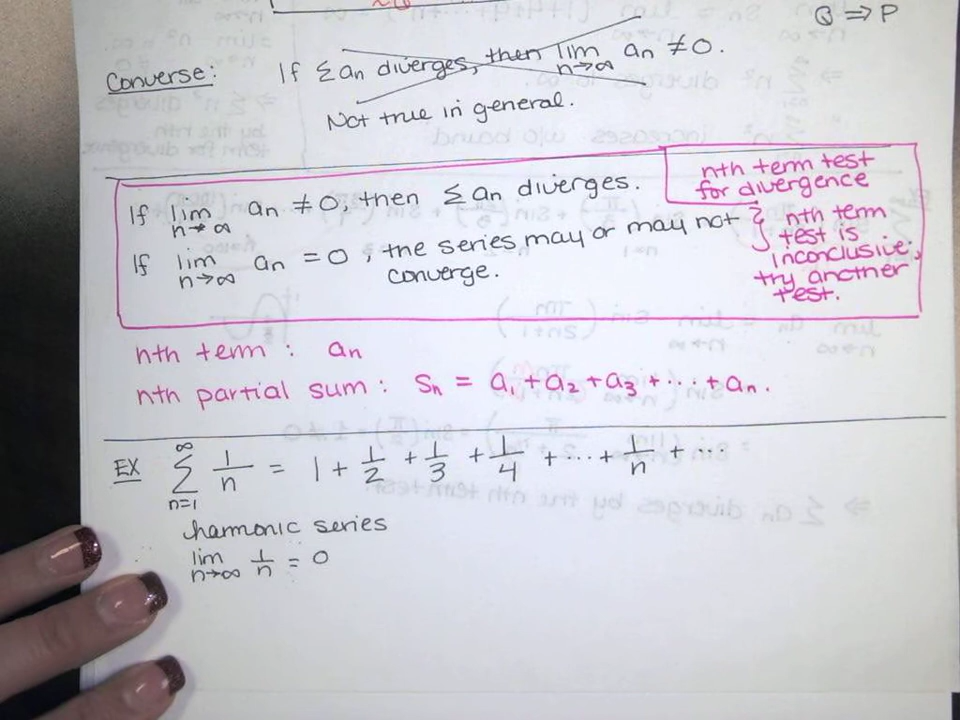 Q ⇒ P
Converse: If Σ an diverges, then lim n→∞ an ≠ 0.
Not true in general.
nth term test
for divergence
If lim n→∞ an ≠ 0, then Σ an diverges.
If lim n→∞ an = 0, the series may or may not
converge.
nth term
test is
inconclusive,
try another
test.
nth term : an
nth partial sum : Sn = a1 + a2 + a3 + ... + an.
EX ∞ Σ n=1 1/n = 1 + 1/2 + 1/3 + 1/4 + ... + 1/n + ...
harmonic series
lim n→∞ 1/n = 0